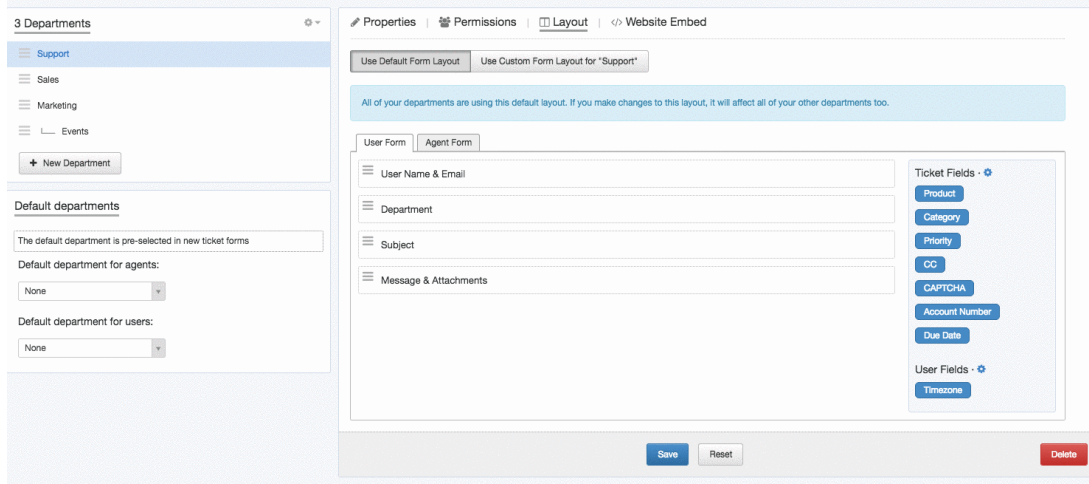 3 Departments
Support
Sales
Marketing
Events
+ New Department
Default departments
The default department is pre-selected in new ticket forms
Default department for agents:
None
Default department for users:
None
Properties | Permissions | Layout | </> Website Embed
Use Default Form Layout Use Custom Form Layout for "Support"
All of your departments are using this default layout. If you make changes to this layout, it will affect all of your other departments too.
User Form Agent Form
User Name & Email
Department
Subject
Message & Attachments
Ticket Fields ·
Product
Category
Priority
CC
CAPTCHA
Account Number
Due Date
User Fields ·
Timezone
Save Reset Delete